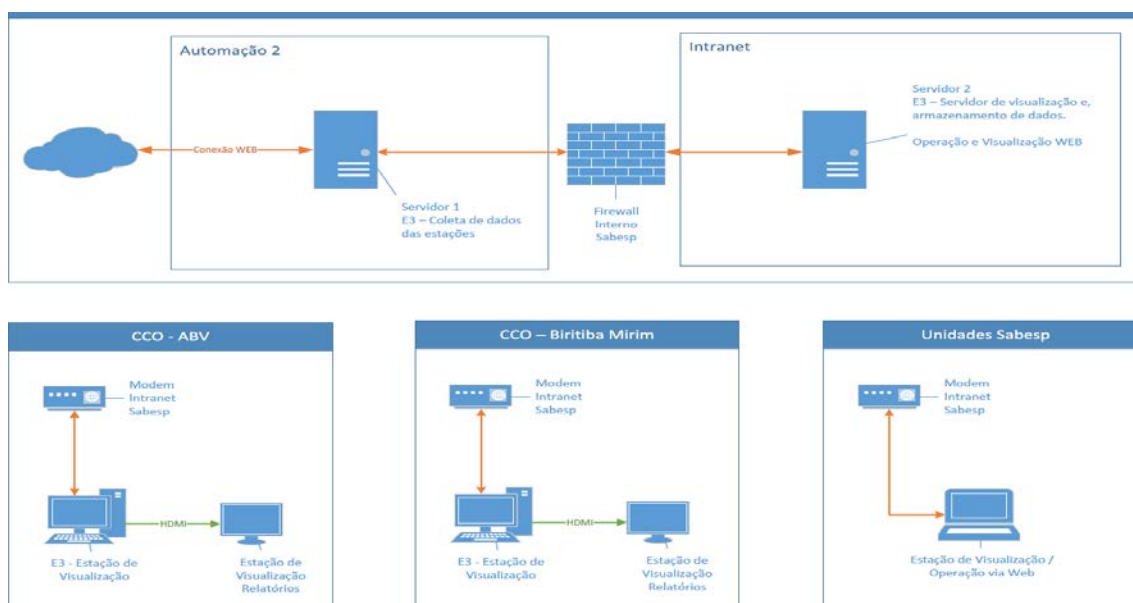 Automação 2
Intranet
Conexão WEB
Servidor 1
E3 – Coleta de dados
das estações
Firewall
Interno
Sabesp
Servidor 2
E3 – Servidor de visualização e,
armazenamento de dados.
Operação e Visualização WEB
CCO - ABV
Modem
Intranet
Sabesp
HDMI
E3 - Estação de
Visualização
Estação de
Visualização
Relatórios
CCO – Biritiba Mirim
Modem
Intranet
Sabesp
HDMI
E3 - Estação de
Visualização
Estação de
Visualização
Relatórios
Unidades Sabesp
Modem
Intranet
Sabesp
Estação de Visualização /
Operação via Web